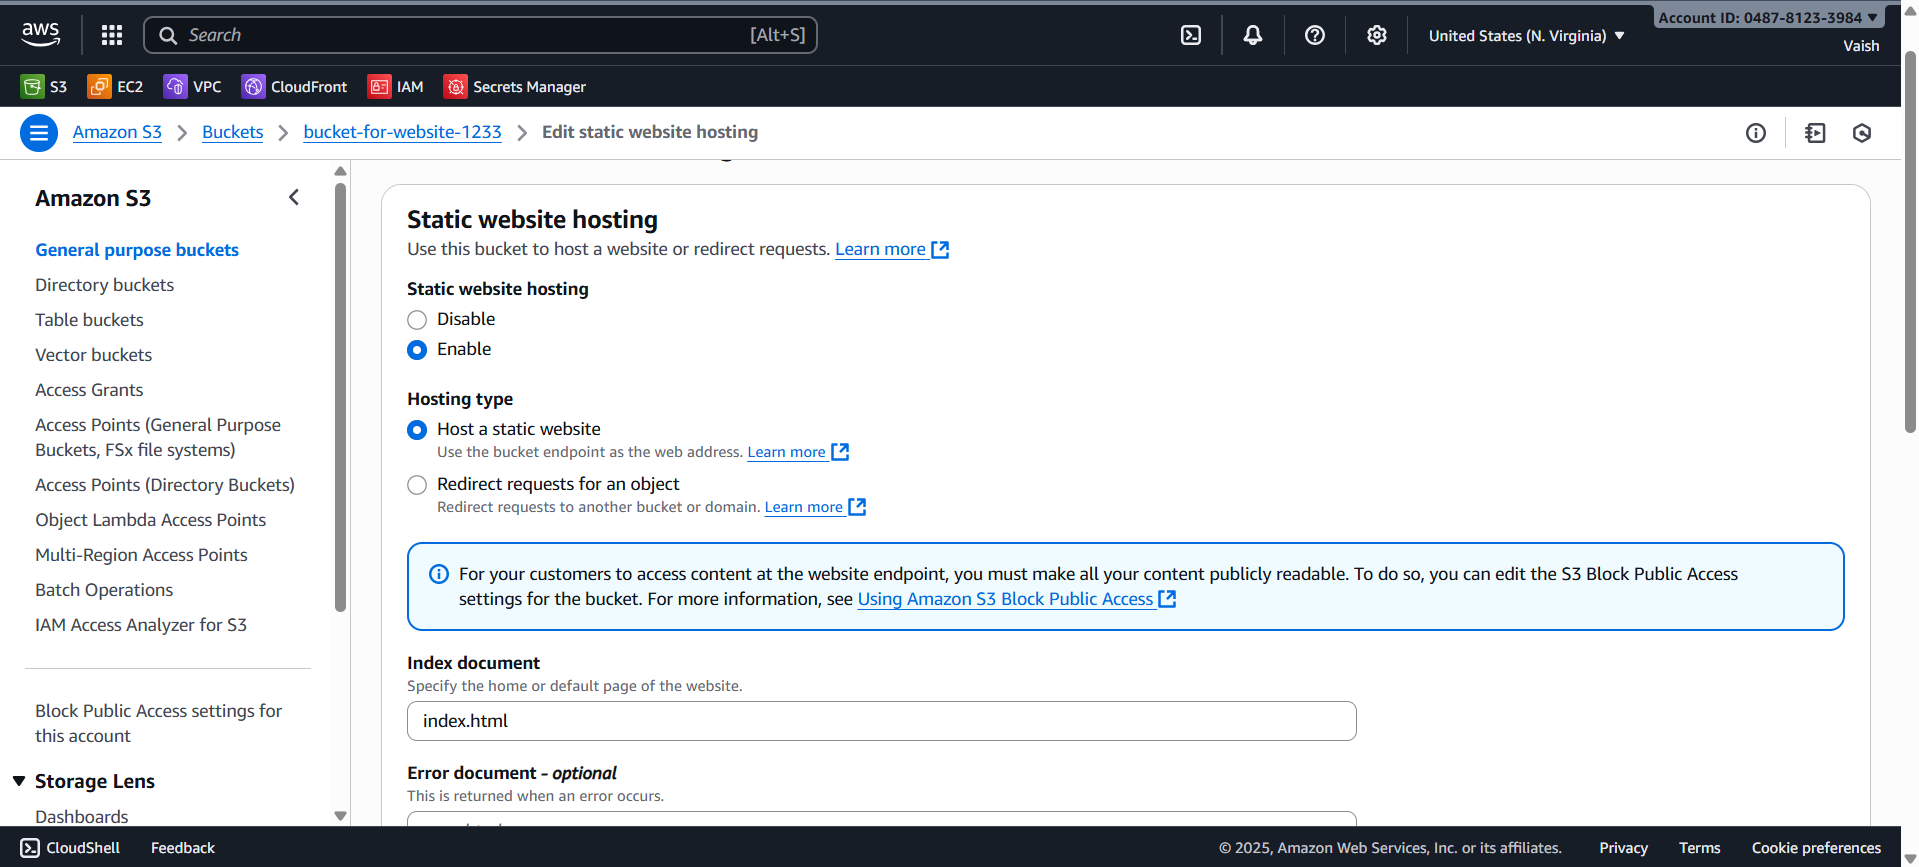 aws
Search [Alt+S]
United States (N. Virginia)
Account ID: 0487-8123-3984
Vaish
S3 EC2 VPC CloudFront IAM Secrets Manager
Amazon S3 Buckets bucket-for-website-1233 Edit static website hosting
Amazon S3
General purpose buckets
Directory buckets
Table buckets
Vector buckets
Access Grants
Access Points (General Purpose
Buckets, FSx file systems)
Access Points (Directory Buckets)
Object Lambda Access Points
Multi-Region Access Points
Batch Operations
IAM Access Analyzer for S3
Block Public Access settings for
this account
Storage Lens
Dashboards
Static website hosting
Use this bucket to host a website or redirect requests. Learn more
Static website hosting
Disable
Enable
Hosting type
Host a static website
Use the bucket endpoint as the web address. Learn more
Redirect requests for an object
Redirect requests to another bucket or domain. Learn more
For your customers to access content at the website endpoint, you must make all your content publicly readable. To do so, you can edit the S3 Block Public Access
settings for the bucket. For more information, see Using Amazon S3 Block Public Access
Index document
Specify the home or default page of the website.
index.html
Error document - optional
This is returned when an error occurs.
CloudShell Feedback
© 2025, Amazon Web Services, Inc. or its affiliates. Privacy Terms Cookie preferences